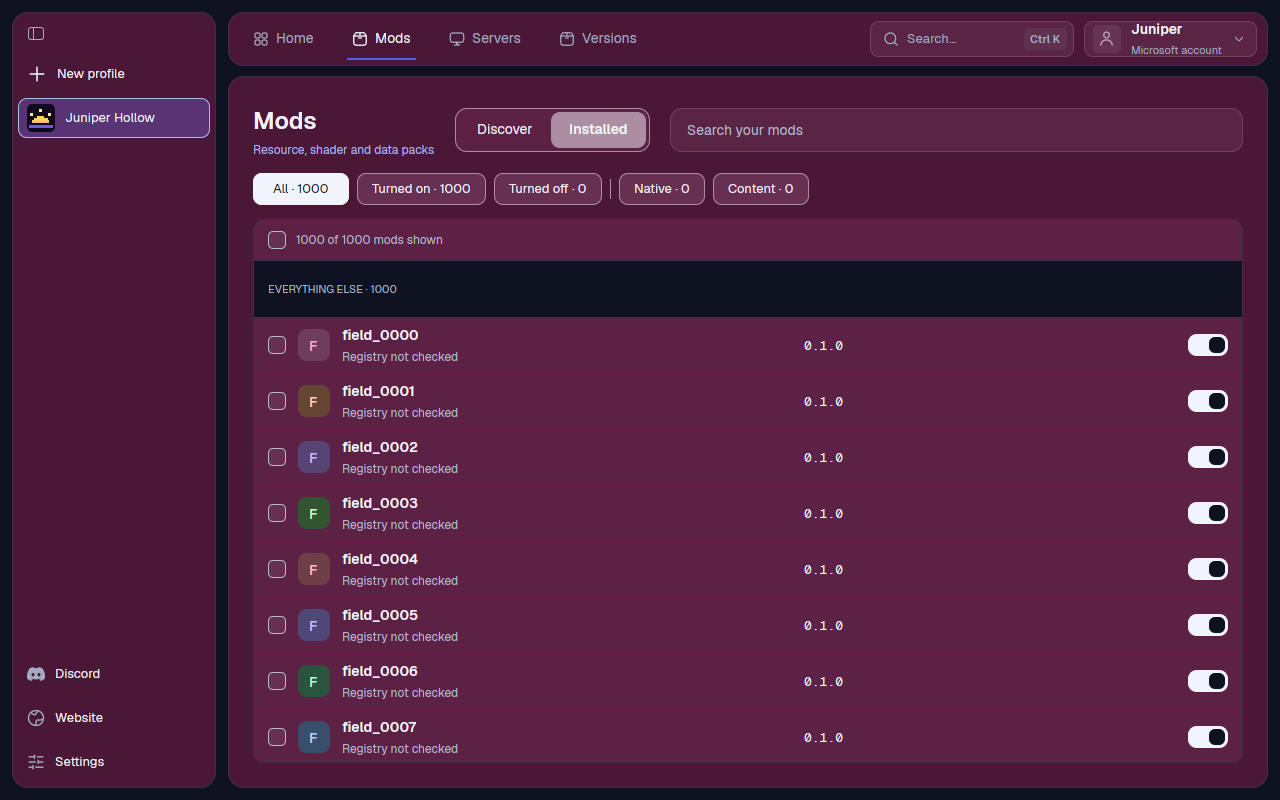 New profile
Juniper Hollow
Discord
Website
Settings
Home
Mods
Servers
Versions
Search...
Ctrl K
Juniper
Microsoft account
Mods
Resource, shader and data packs
Discover
Installed
Search your mods
All · 1000
Turned on · 1000
Turned off · 0
Native · 0
Content · 0
1000 of 1000 mods shown
EVERYTHING ELSE · 1000
F
field_0000
Registry not checked
0.1.0
F
field_0001
Registry not checked
0.1.0
F
field_0002
Registry not checked
0.1.0
F
field_0003
Registry not checked
0.1.0
F
field_0004
Registry not checked
0.1.0
F
field_0005
Registry not checked
0.1.0
F
field_0006
Registry not checked
0.1.0
F
field_0007
Registry not checked
0.1.0